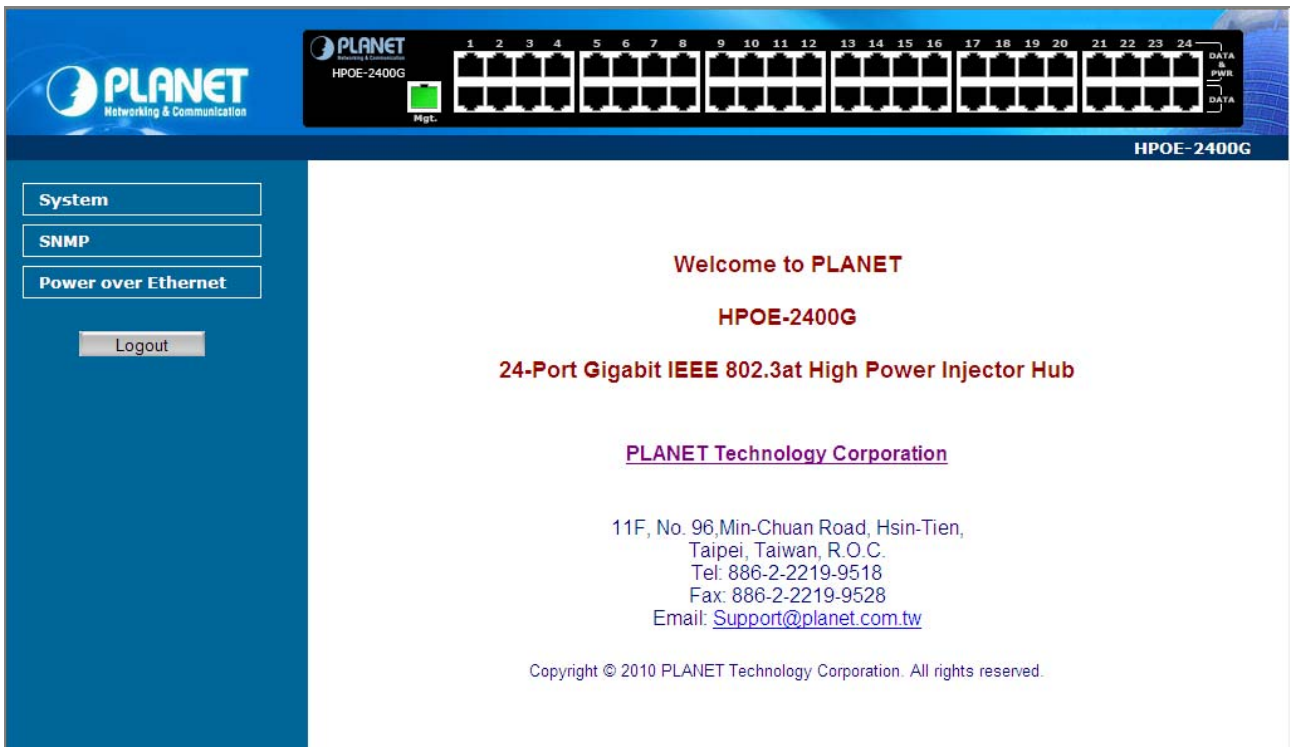 PLANET
Networking & Communication
PLANET
Networking & Communication
HPOE-2400G
Mgt.
1 2 3 4 5 6 7 8 9 10 11 12 13 14 15 16 17 18 19 20 21 22 23 24
DATA
&
PWR
DATA
HPOE-2400G
System
SNMP
Power over Ethernet
Logout
Welcome to PLANET
HPOE-2400G
24-Port Gigabit IEEE 802.3at High Power Injector Hub
PLANET Technology Corporation
11F, No. 96,Min-Chuan Road, Hsin-Tien,
Taipei, Taiwan, R.O.C.
Tel: 886-2-2219-9518
Fax: 886-2-2219-9528
Email: Support@planet.com.tw
Copyright © 2010 PLANET Technology Corporation. All rights reserved.